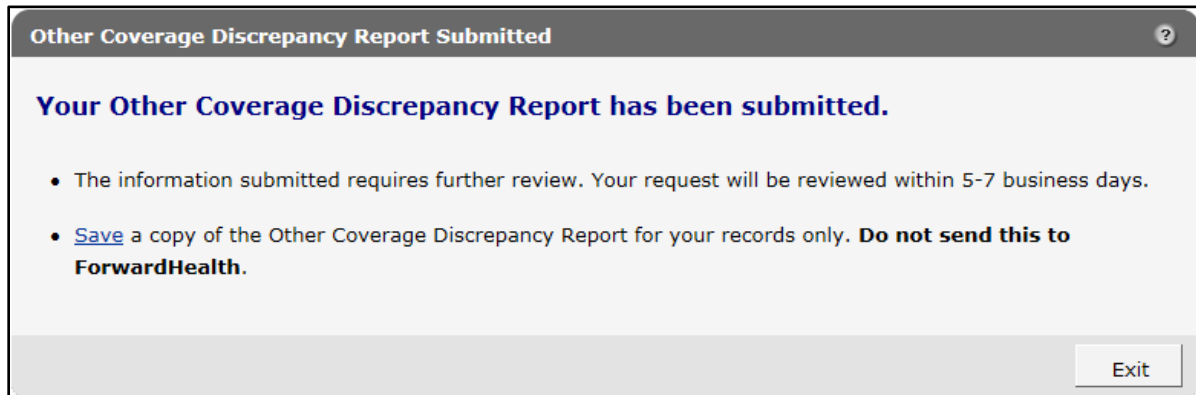 Other Coverage Discrepancy Report Submitted ?
Your Other Coverage Discrepancy Report has been submitted.
• The information submitted requires further review. Your request will be reviewed within 5-7 business days.
• Save a copy of the Other Coverage Discrepancy Report for your records only. Do not send this to
ForwardHealth.
Exit